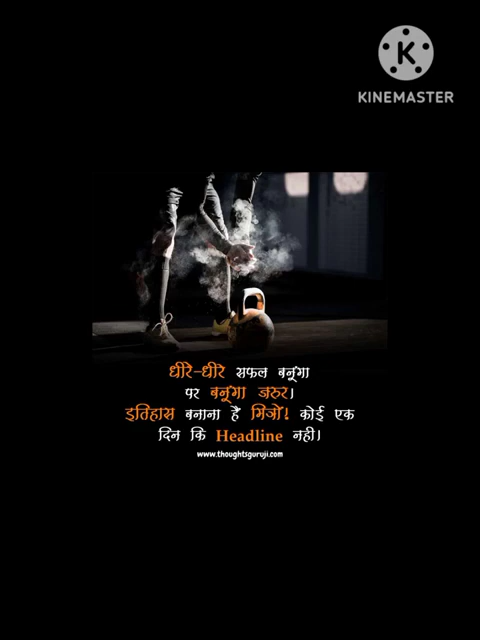 KINEMASTER
धीरे-धीरे सफल बनूगा
पर बनूगा जरुर।
इतिहास बनाना है मित्रों! कोई एक
दिन कि Headline नही।
www.thoughtsguruji.com